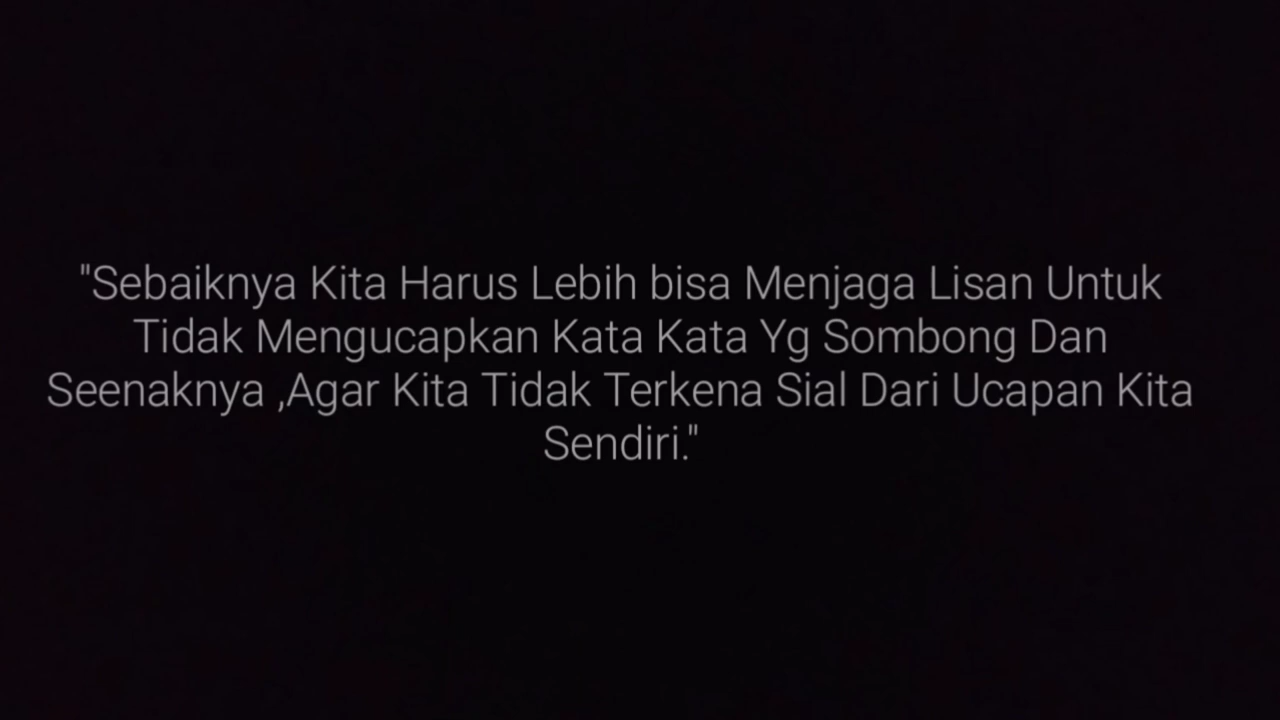 "Sebaiknya Kita Harus Lebih bisa Menjaga Lisan Untuk
Tidak Mengucapkan Kata Kata Yg Sombong Dan
Seenaknya ,Agar Kita Tidak Terkena Sial Dari Ucapan Kita
Sendiri."